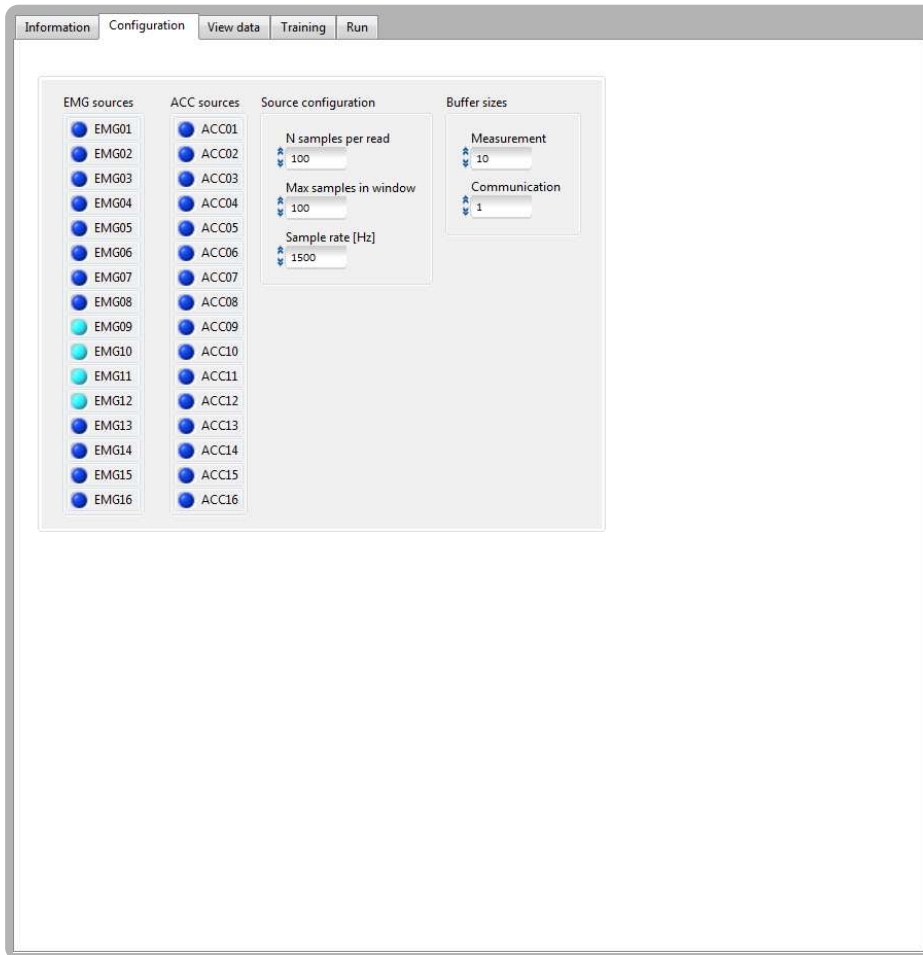 Information Configuration View data Training Run
EMG sources
EMG01
EMG02
EMG03
EMG04
EMG05
EMG06
EMG07
EMG08
EMG09
EMG10
EMG11
EMG12
EMG13
EMG14
EMG15
EMG16
ACC sources
ACC01
ACC02
ACC03
ACC04
ACC05
ACC06
ACC07
ACC08
ACC09
ACC10
ACC11
ACC12
ACC13
ACC14
ACC15
ACC16
Source configuration
N samples per read
100
Max samples in window
100
Sample rate [Hz]
1500
Buffer sizes
Measurement
10
Communication
1